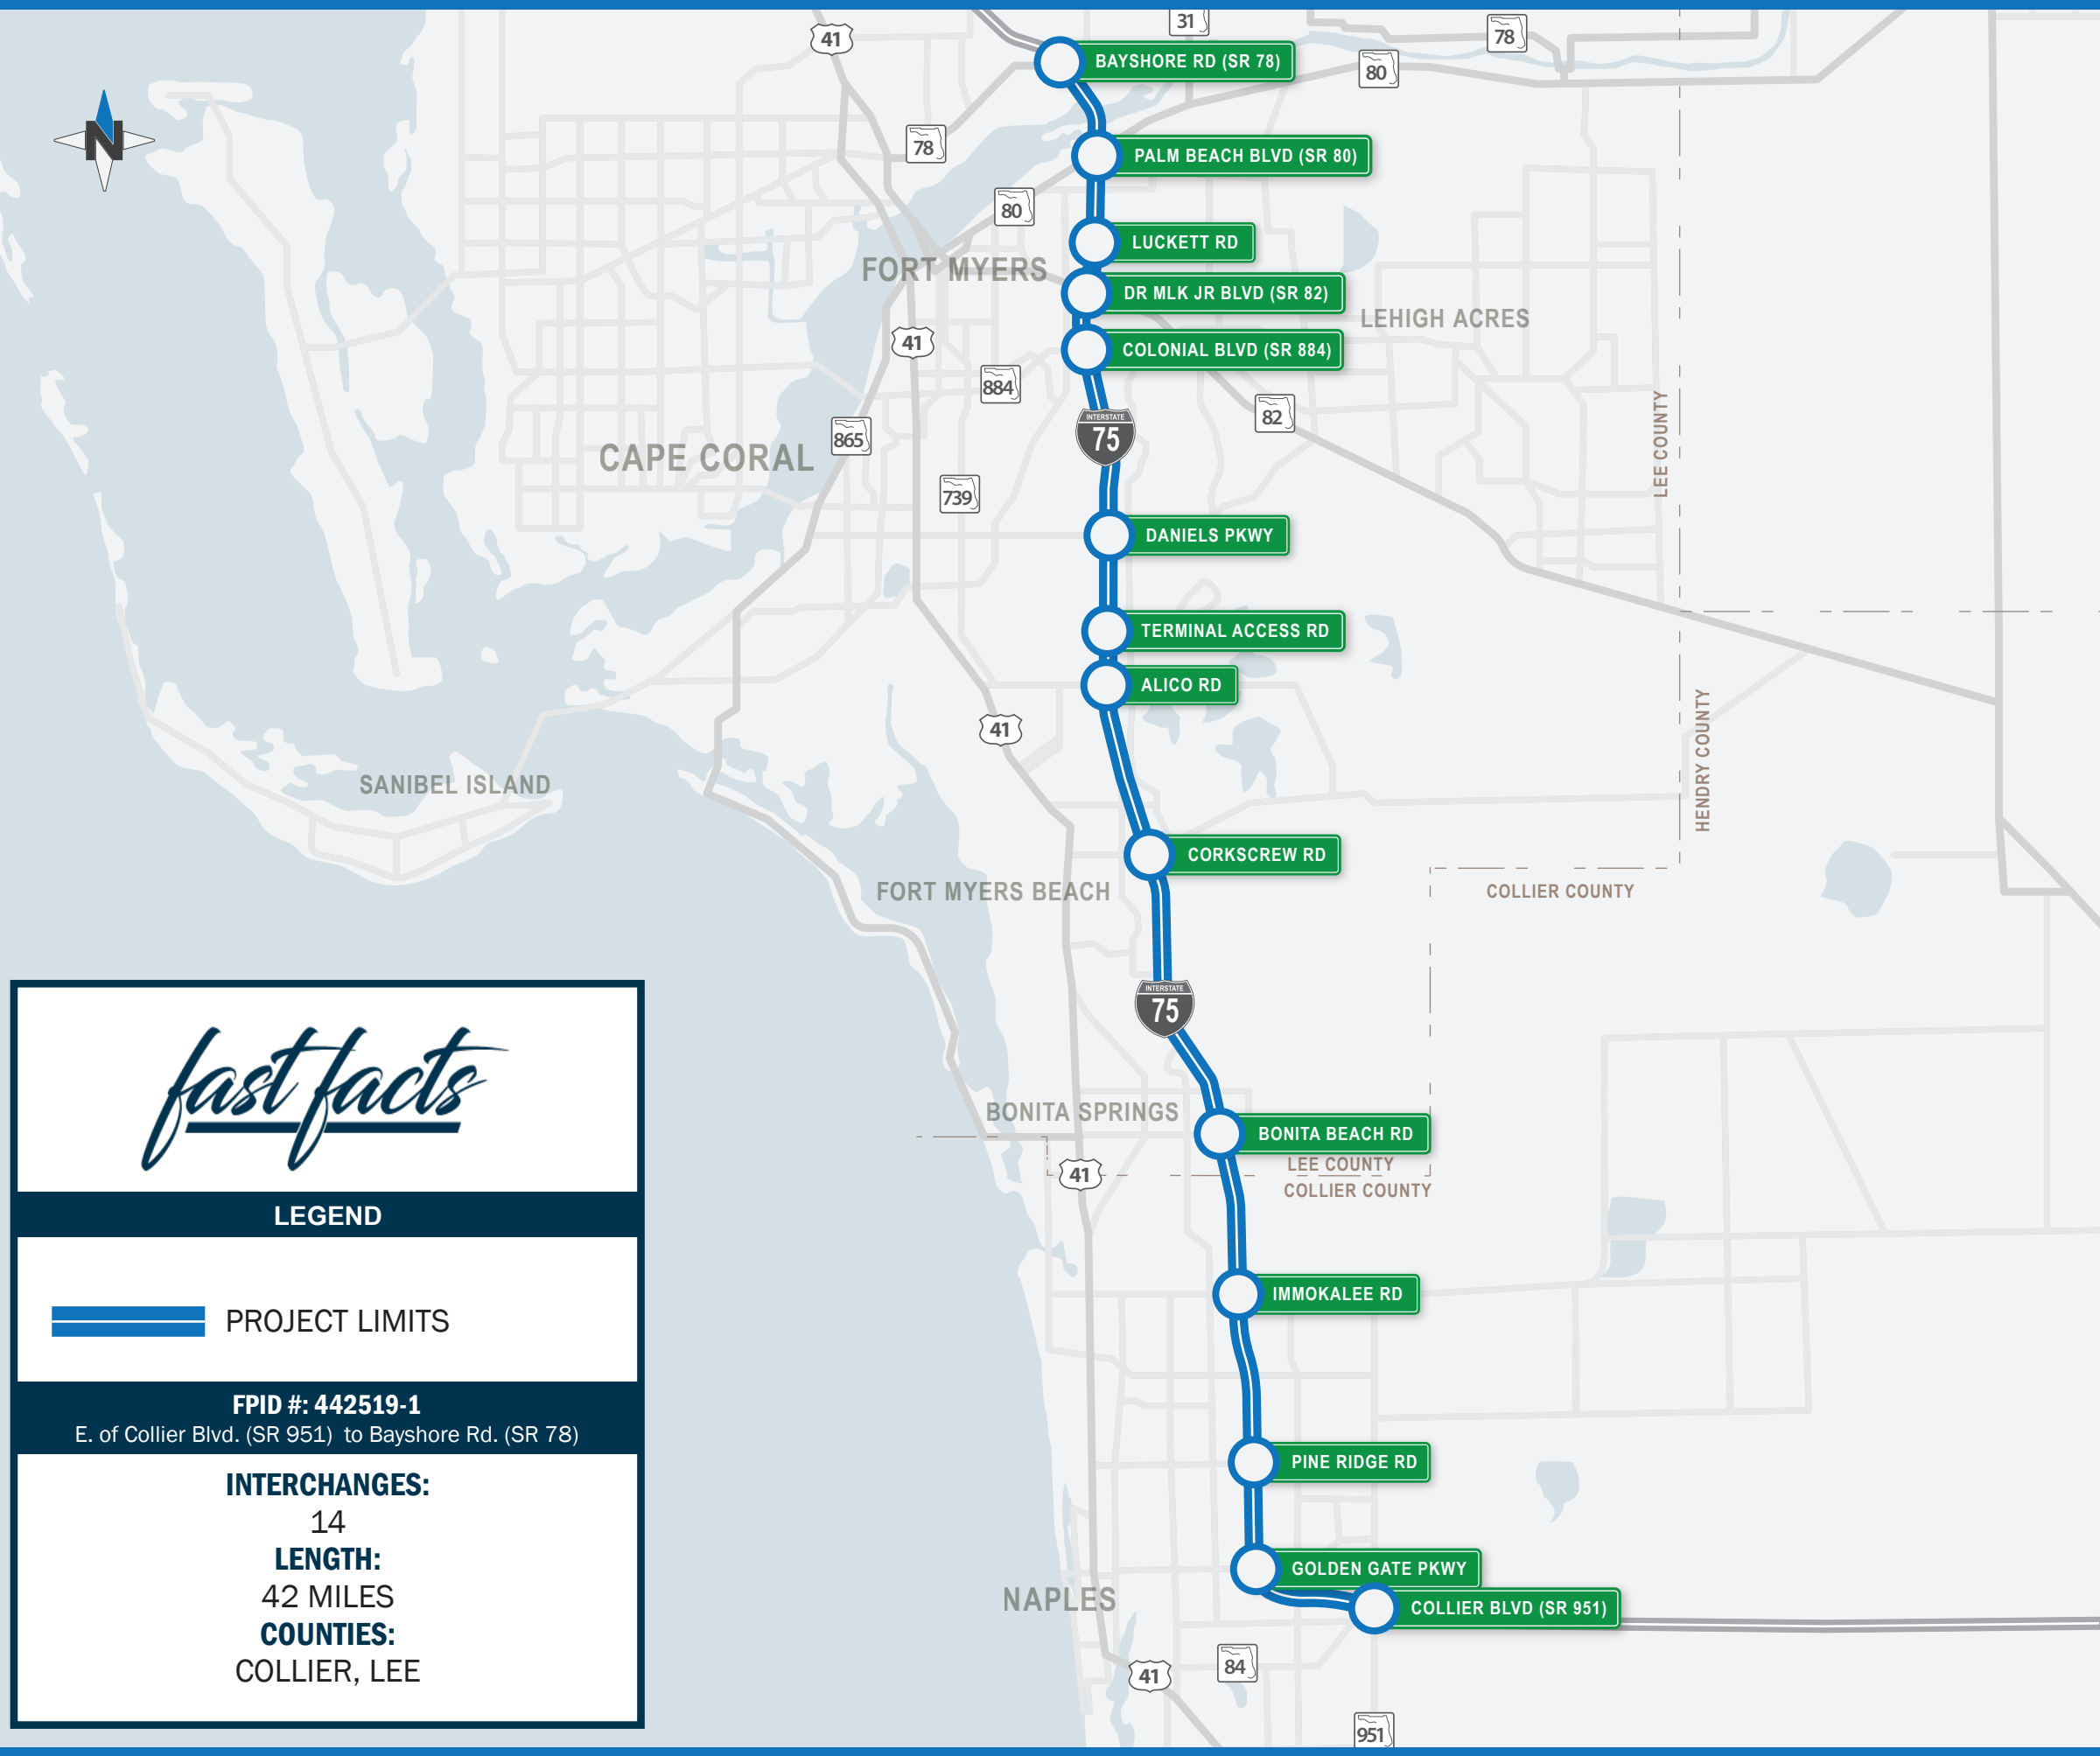 41
31
78
BAYSHORE RD (SR 78)
80
N
78
PALM BEACH BLVD (SR 80)
80
LUCKETT RD
FORT MYERS
DR MLK JR BLVD (SR 82)
LEHIGH ACRES
41
COLONIAL BLVD (SR 884)
884
82
865
INTERSTATE
75
CAPE CORAL
LEE COUNTY
739
DANIELS PKWY
TERMINAL ACCESS RD
ALICO RD
41
HENDRY COUNTY
SANIBEL ISLAND
CORKSCREW RD
FORT MYERS BEACH
COLLIER COUNTY
INTERSTATE
75
BONITA SPRINGS
BONITA BEACH RD
41
LEE COUNTY
COLLIER COUNTY
IMMOKALEE RD
PINE RIDGE RD
GOLDEN GATE PKWY
NAPLES
COLLIER BLVD (SR 951)
41
84
951
fast facts
LEGEND
PROJECT LIMITS
FPID #: 442519-1
E. of Collier Blvd. (SR 951) to Bayshore Rd. (SR 78)
INTERCHANGES:
14
LENGTH:
42 MILES
COUNTIES:
COLLIER, LEE